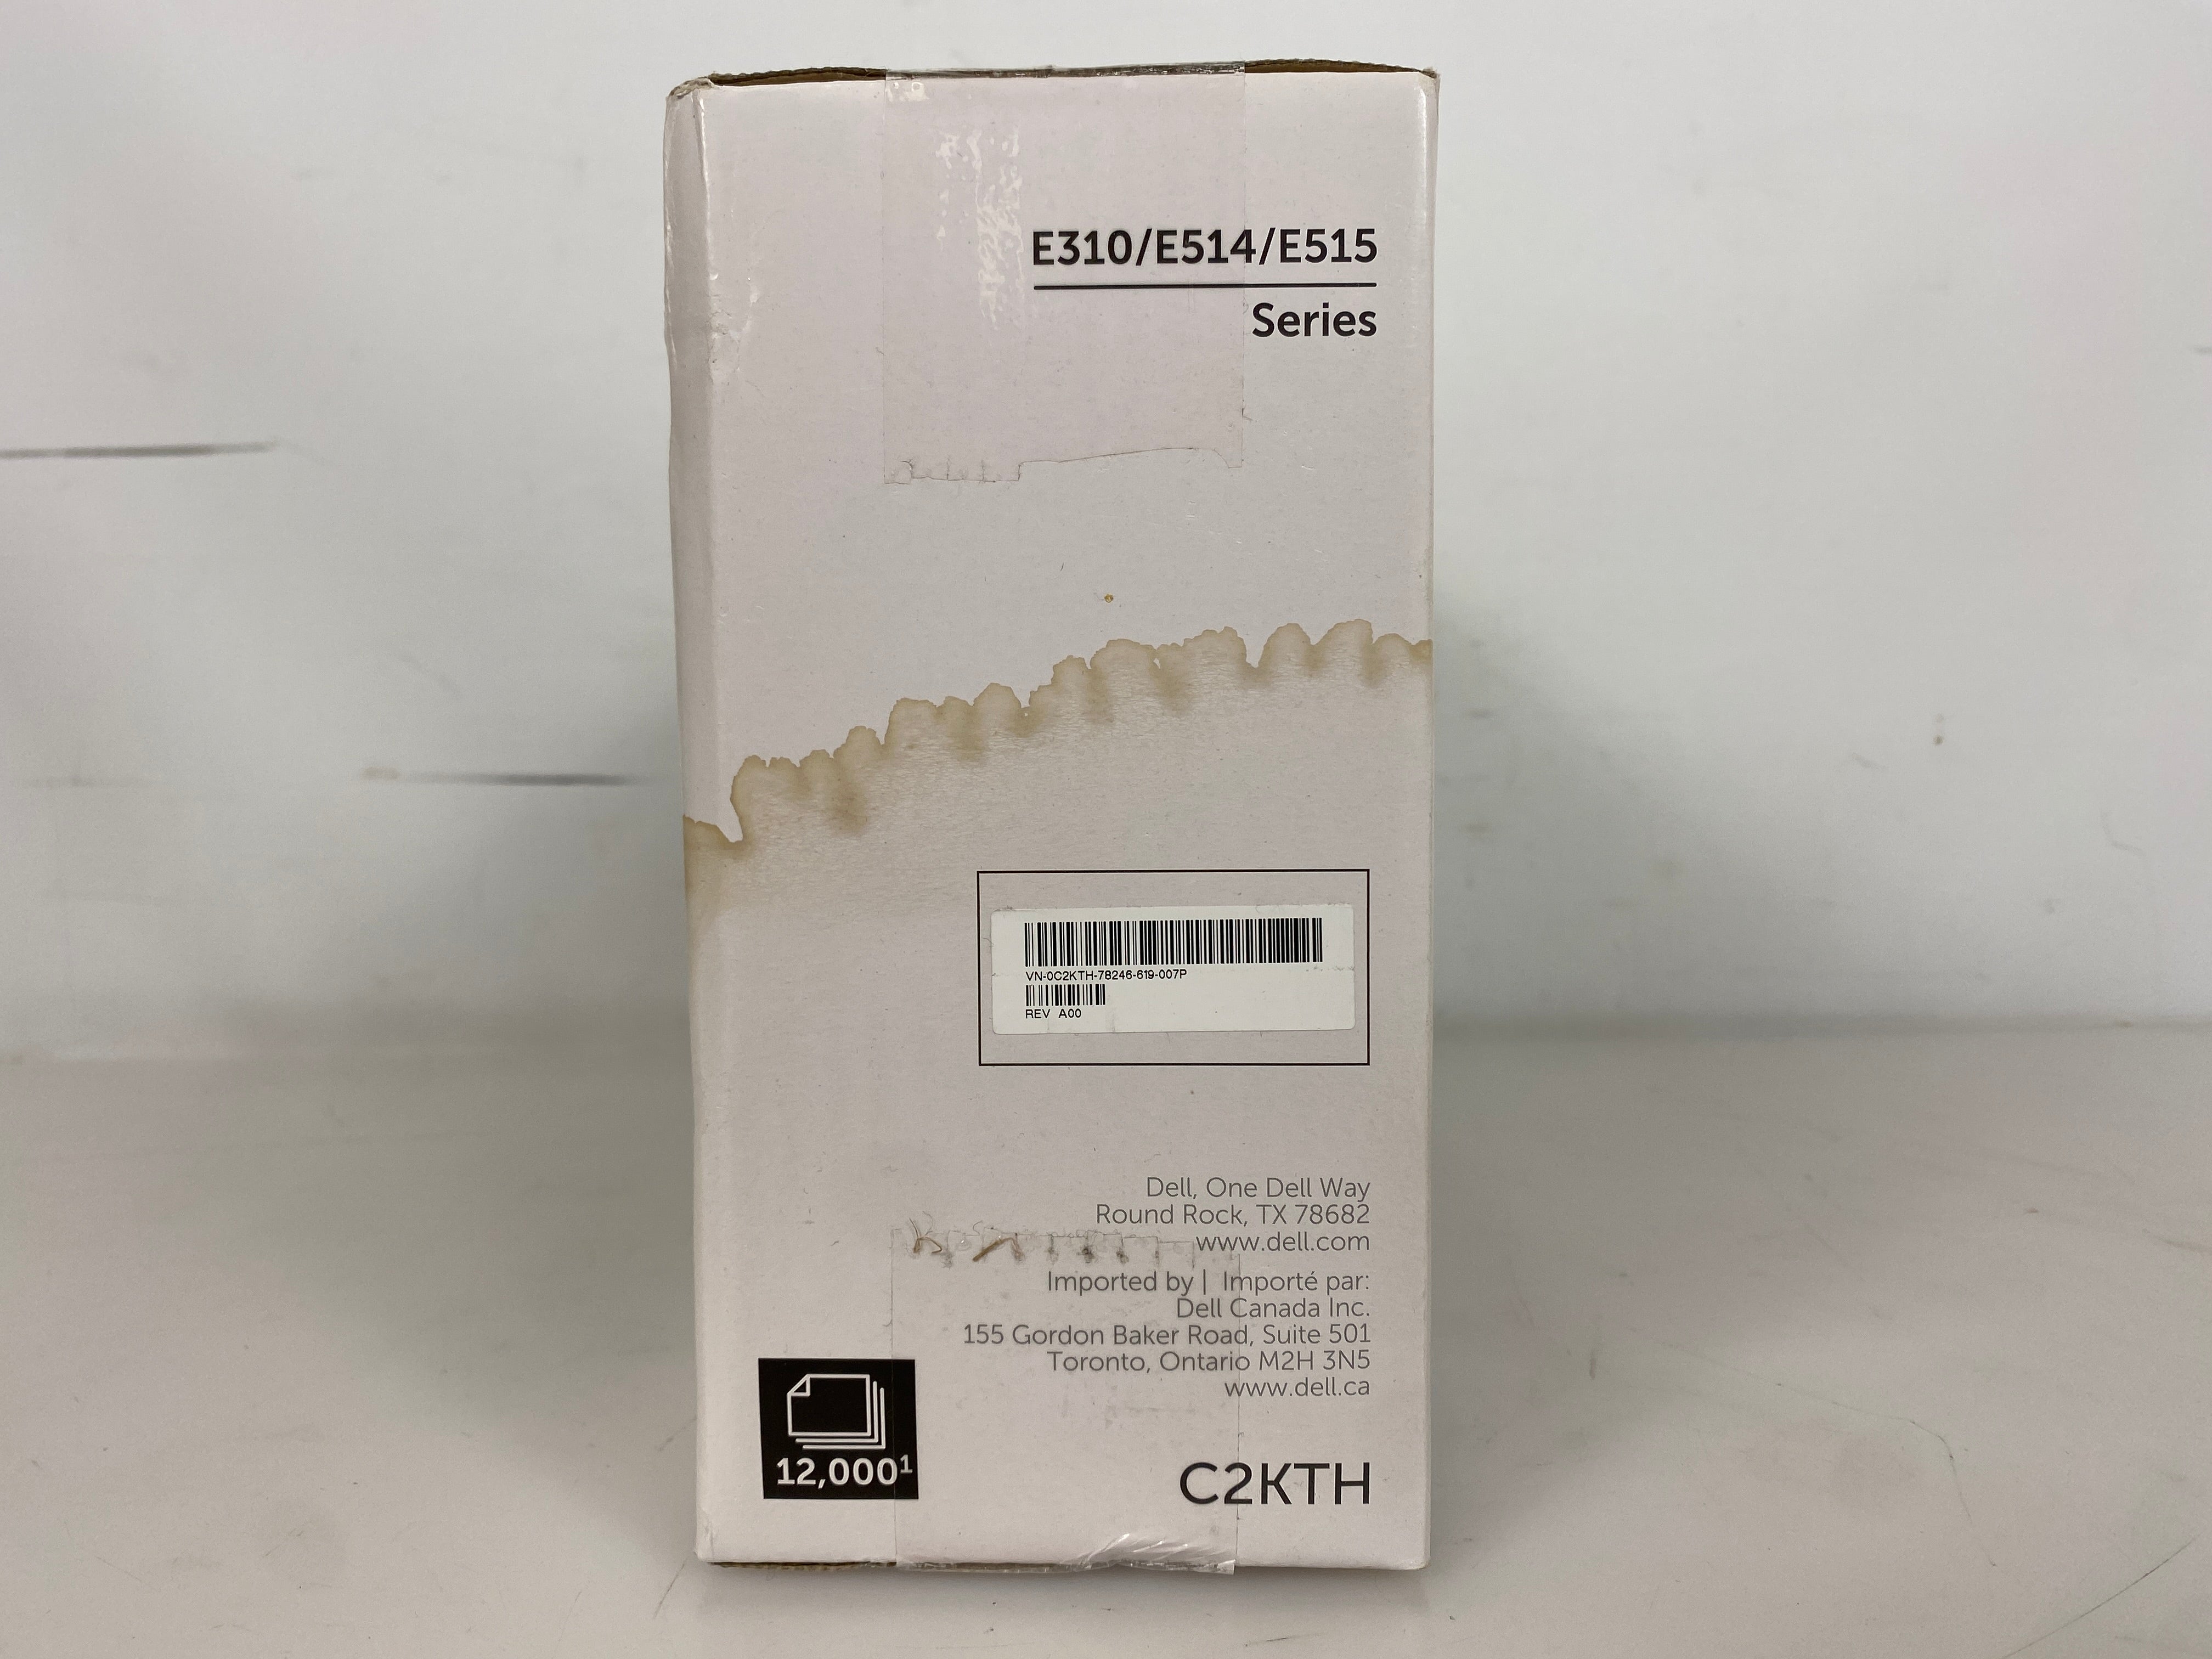 E310/E514/E515
Series
VN-0C2KTH-78246-619-007P
REV A00
Dell, One Dell Way
Round Rock, TX 78682
www.dell.com
Imported by | Importé par:
Dell Canada Inc.
155 Gordon Baker Road, Suite 501
Toronto, Ontario M2H 3N5
www.dell.ca
12,000¹
C2KTH